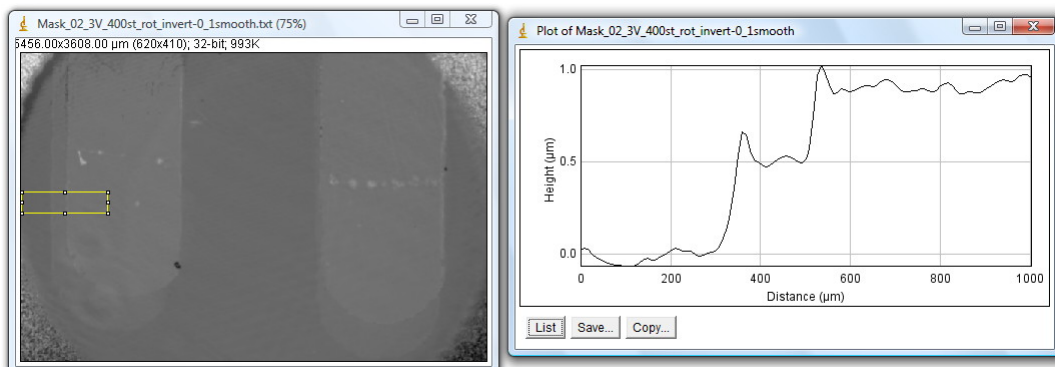 Mask_02_3V_400st_rot_invert-0_1smooth.txt (75%)
5456.00x3608.00 µm (620x410); 32-bit; 993K
Plot of Mask_02_3V_400st_rot_invert-0_1smooth
1.0
0.5
0.0
Height (µm)
0 200 400 600 800 1000
Distance (µm)
List Save... Copy...